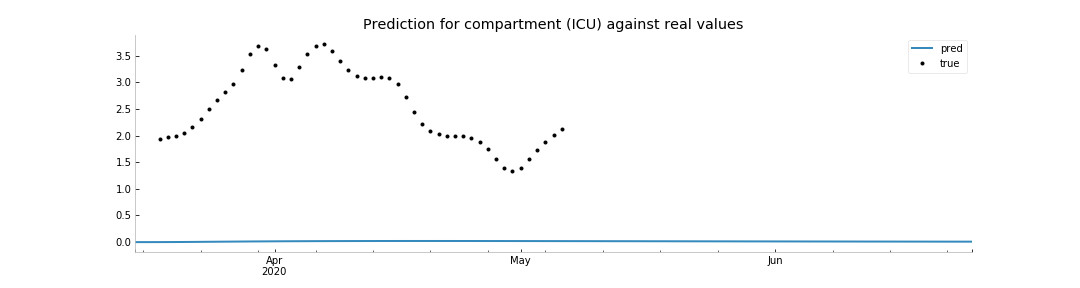 Prediction for compartment (ICU) against real values
pred
true
3.5
3.0
2.5
2.0
1.5
1.0
0.5
0.0
Apr
2020
May
Jun